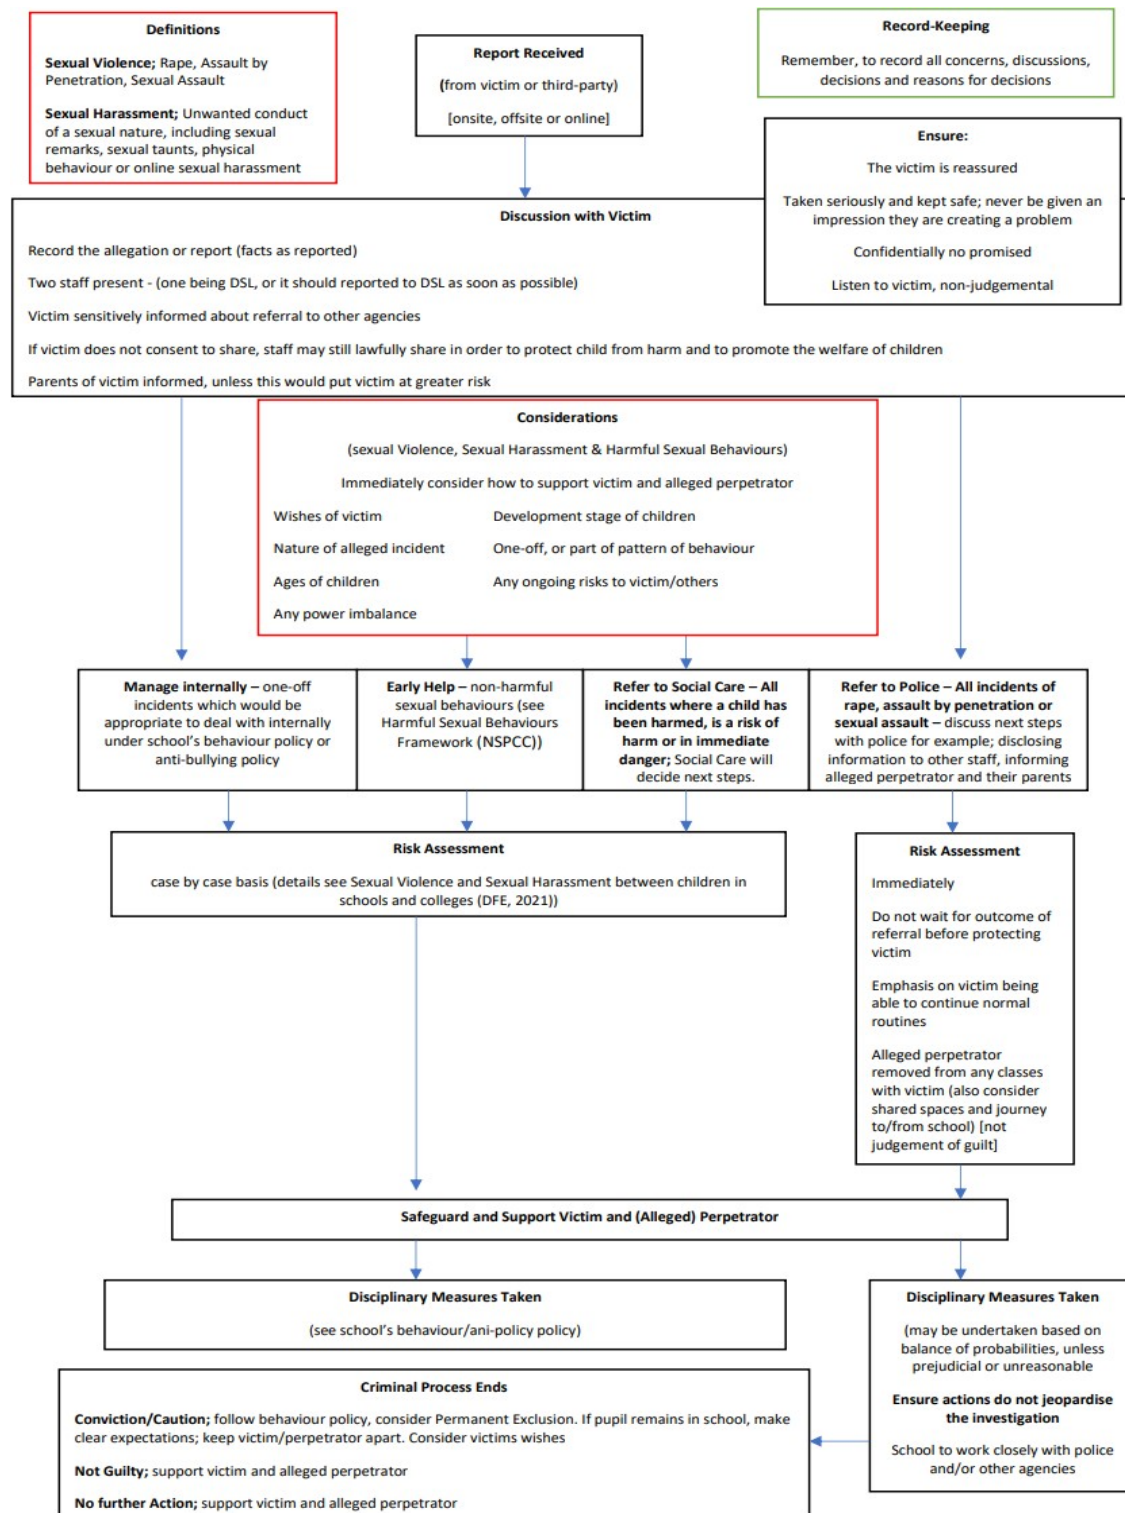 Definitions
Sexual Violence; Rape, Assault by
Penetration, Sexual Assault
Sexual Harassment; Unwanted conduct
of a sexual nature, including sexual
remarks, sexual taunts, physical
behaviour or online sexual harassment
Report Received
(from victim or third-party)
[onsite, offsite or online]
Record-Keeping
Remember, to record all concerns, discussions,
decisions and reasons for decisions
Ensure:
The victim is reassured
Taken seriously and kept safe; never be given an
impression they are creating a problem
Confidentially no promised
Listen to victim, non-judgemental
Discussion with Victim
Record the allegation or report (facts as reported)
Two staff present - (one being DSL, or it should reported to DSL as soon as possible)
Victim sensitively informed about referral to other agencies
If victim does not consent to share, staff may still lawfully share in order to protect child from harm and to promote the welfare of children
Parents of victim informed, unless this would put victim at greater risk
Considerations
(sexual Violence, Sexual Harassment & Harmful Sexual Behaviours)
Immediately consider how to support victim and alleged perpetrator
Wishes of victim
Development stage of children
Nature of alleged incident
One-off, or part of pattern of behaviour
Ages of children
Any ongoing risks to victim/others
Any power imbalance
Manage internally – one-off
incidents which would be
appropriate to deal with internally
under school's behaviour policy or
anti-bullying policy
Early Help – non-harmful
sexual behaviours (see
Harmful Sexual Behaviours
Framework (NSPCC))
Refer to Social Care – All
incidents where a child has
been harmed, is a risk of
harm or in immediate
danger; Social Care will
decide next steps.
Refer to Police – All incidents of
rape, assault by penetration or
sexual assault – discuss next steps
with police for example; disclosing
information to other staff, informing
alleged perpetrator and their parents
Risk Assessment
case by case basis (details see Sexual Violence and Sexual Harassment between children in
schools and colleges (DFE, 2021))
Risk Assessment
Immediately
Do not wait for outcome of
referral before protecting
victim
Emphasis on victim being
able to continue normal
routines
Alleged perpetrator
removed from any classes
with victim (also consider
shared spaces and journey
to/from school) [not
judgement of guilt]
Safeguard and Support Victim and (Alleged) Perpetrator
Disciplinary Measures Taken
(see school's behaviour/ani-policy policy)
Disciplinary Measures Taken
(may be undertaken based on
balance of probabilities, unless
prejudicial or unreasonable
Ensure actions do not jeopardise
the investigation
School to work closely with police
and/or other agencies
Criminal Process Ends
Conviction/Caution; follow behaviour policy, consider Permanent Exclusion. If pupil remains in school, make
clear expectations; keep victim/perpetrator apart. Consider victims wishes
Not Guilty; support victim and alleged perpetrator
No further Action; support victim and alleged perpetrator